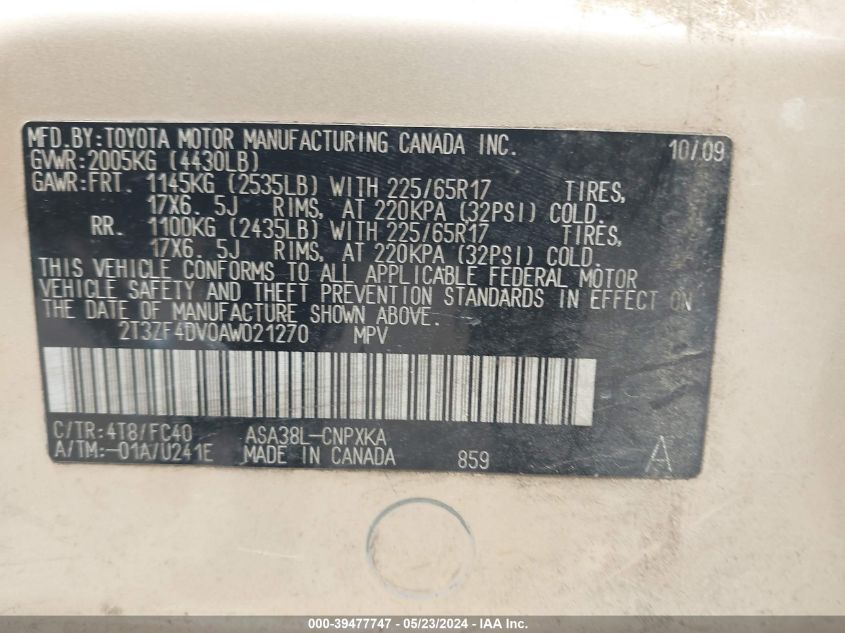 MFD.BY:TOYOTA MOTOR MANUFACTURING CANADA INC. 10/09
GVWR:2005KG (4430LB)
GAWR:FRT. 1145KG (2535LB) WITH 225/65R17 TIRES,
17X6. 5J RIMS, AT 220KPA (32PSI) COLD.
RR. 1100KG (2435LB) WITH 225/65R17 TIRES,
17X6. 5J RIMS, AT 220KPA (32PSI) COLD.
THIS VEHICLE CONFORMS TO ALL APPLICABLE FEDERAL MOTOR
VEHICLE SAFETY AND THEFT PREVENTION STANDARDS IN EFFECT ON
THE DATE OF MANUFACTURE SHOWN ABOVE.
2T3ZF4DV0AW021270 MPV
C/TR:4T8/FC40 ASA38L-CNPXKA
A/TM:-01A/U241E MADE IN CANADA 859 A
000-39477747 - 05/23/2024 - IAA Inc.